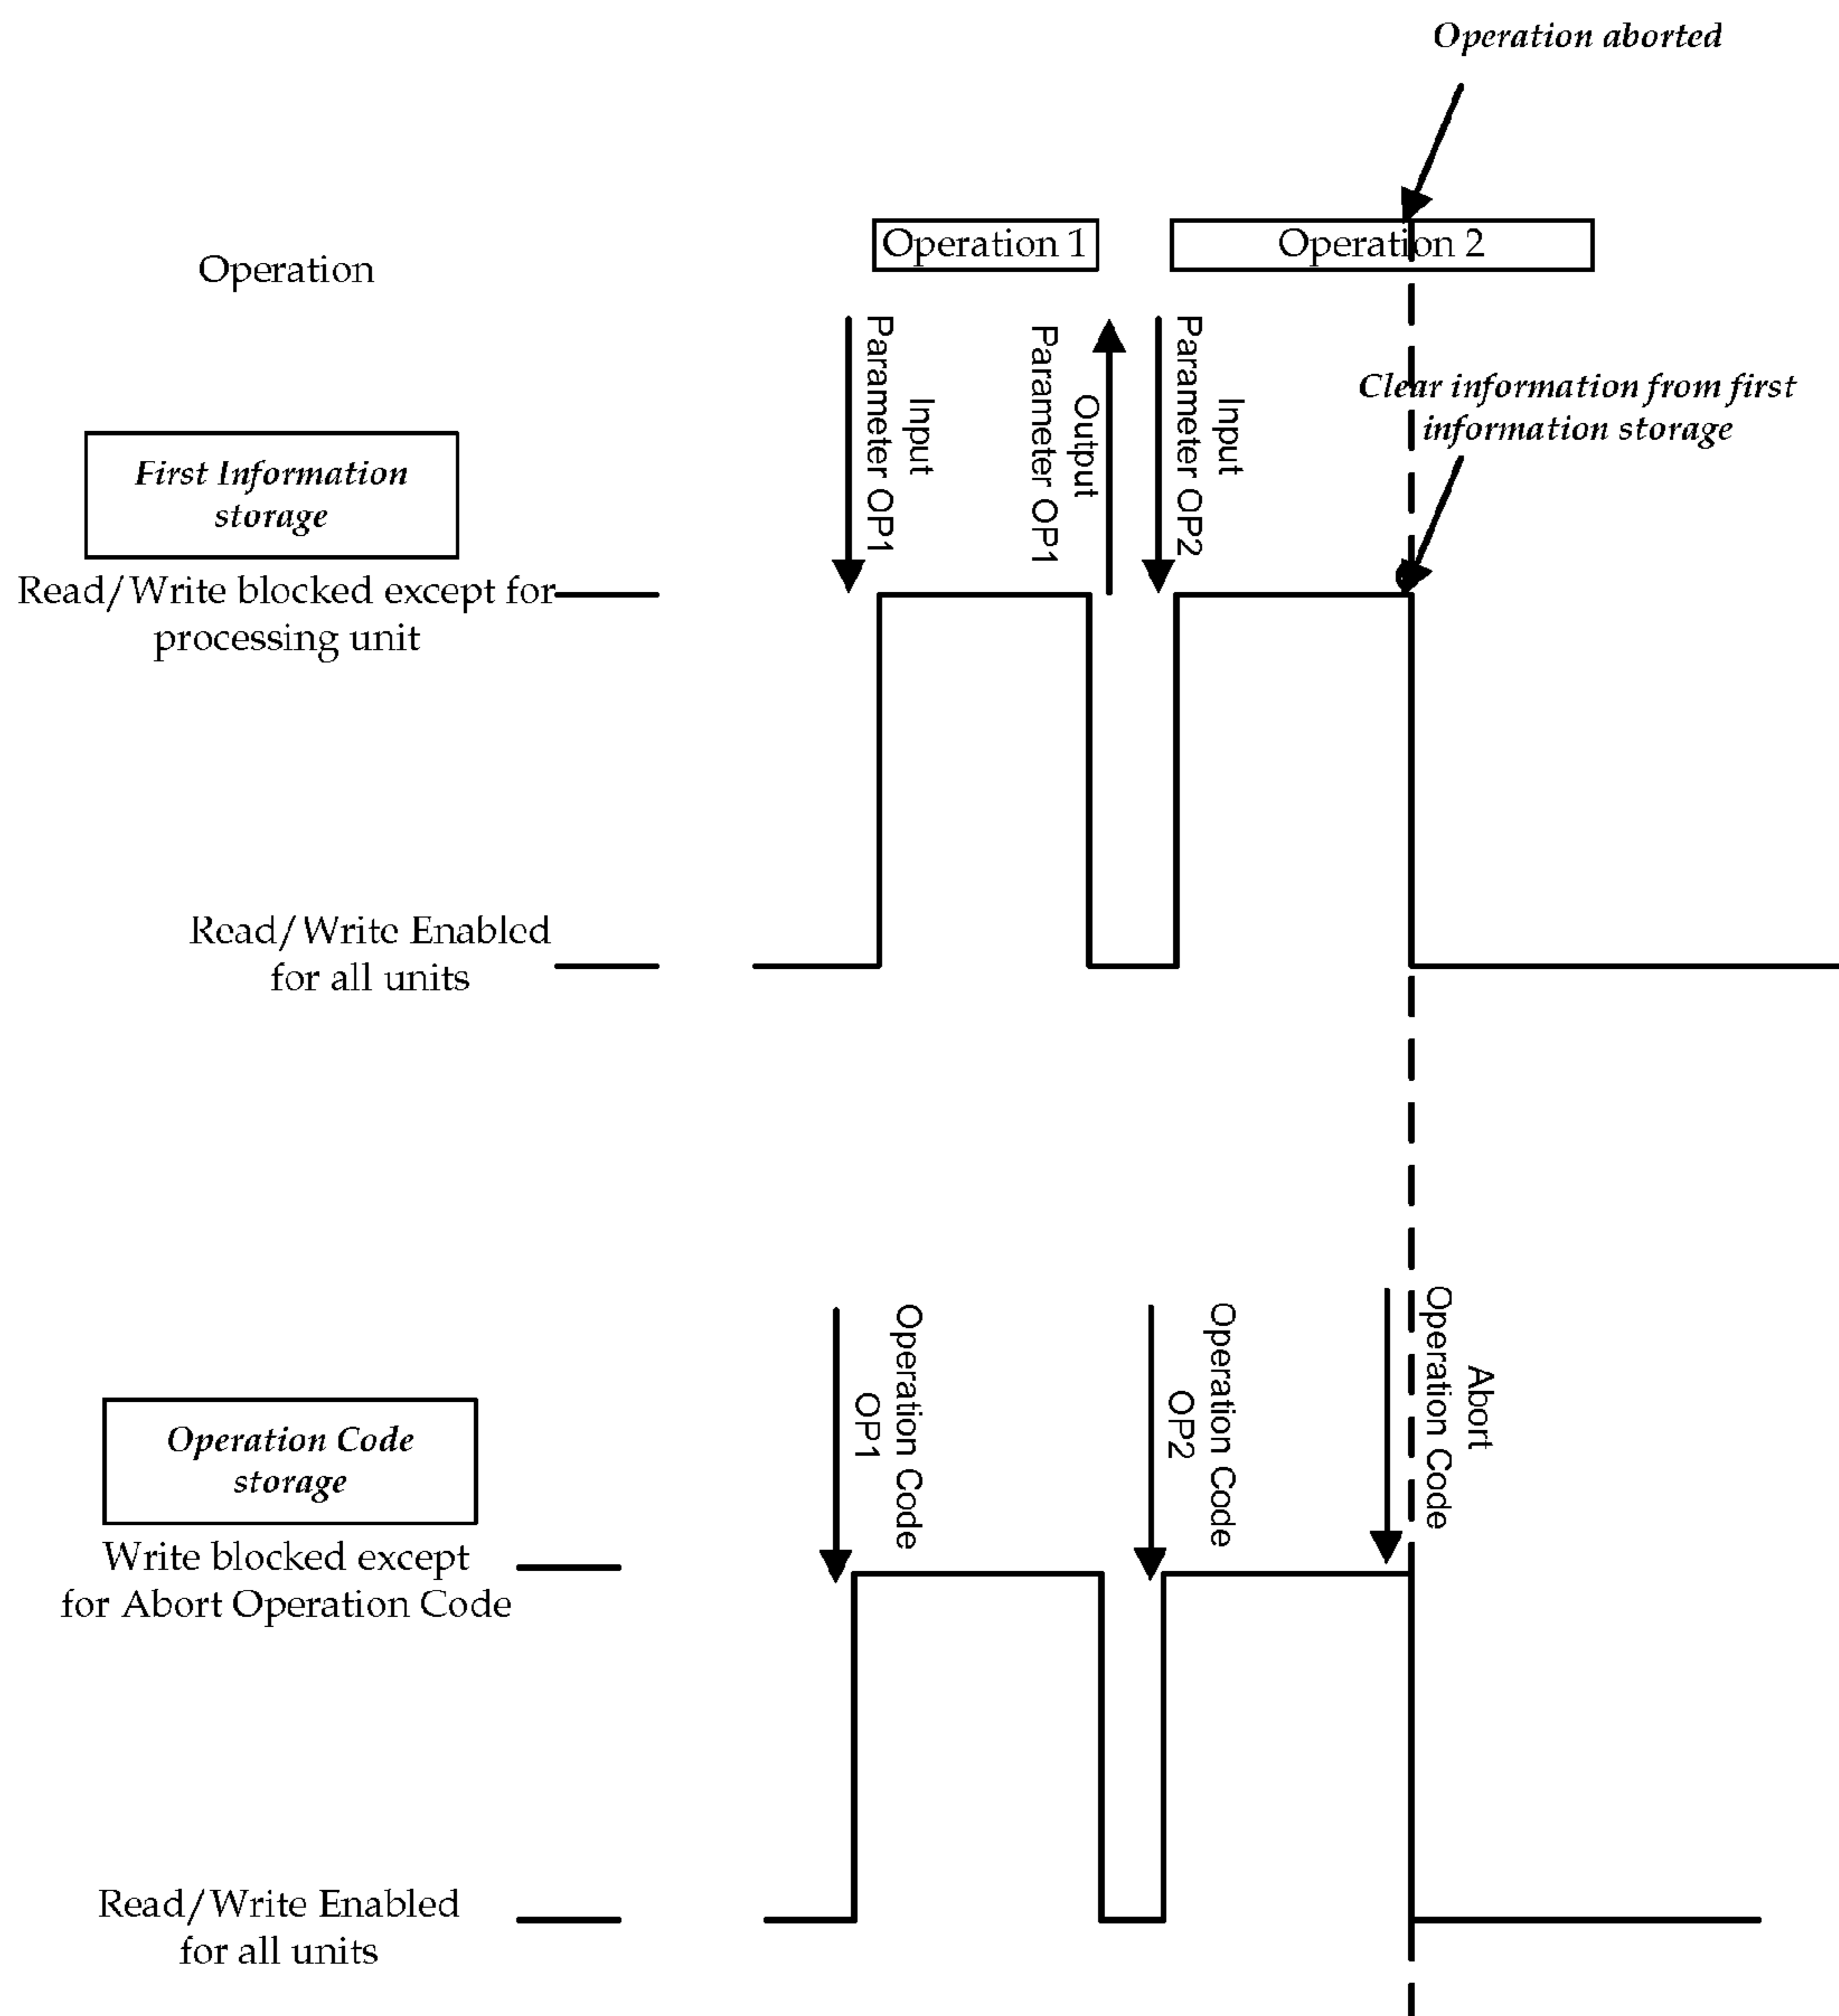 Operation aborted
Operation
Operation 1
Operation 2
Input
Parameter OP1
Output
Parameter OP1
Input
Parameter OP2
Clear information from first
information storage
First Information
storage
Read/Write blocked except for
processing unit
Read/Write Enabled
for all units
Operation Code
OP1
Operation Code
OP2
Abort
Operation Code
Operation Code
storage
Write blocked except
for Abort Operation Code
Read/Write Enabled
for all units